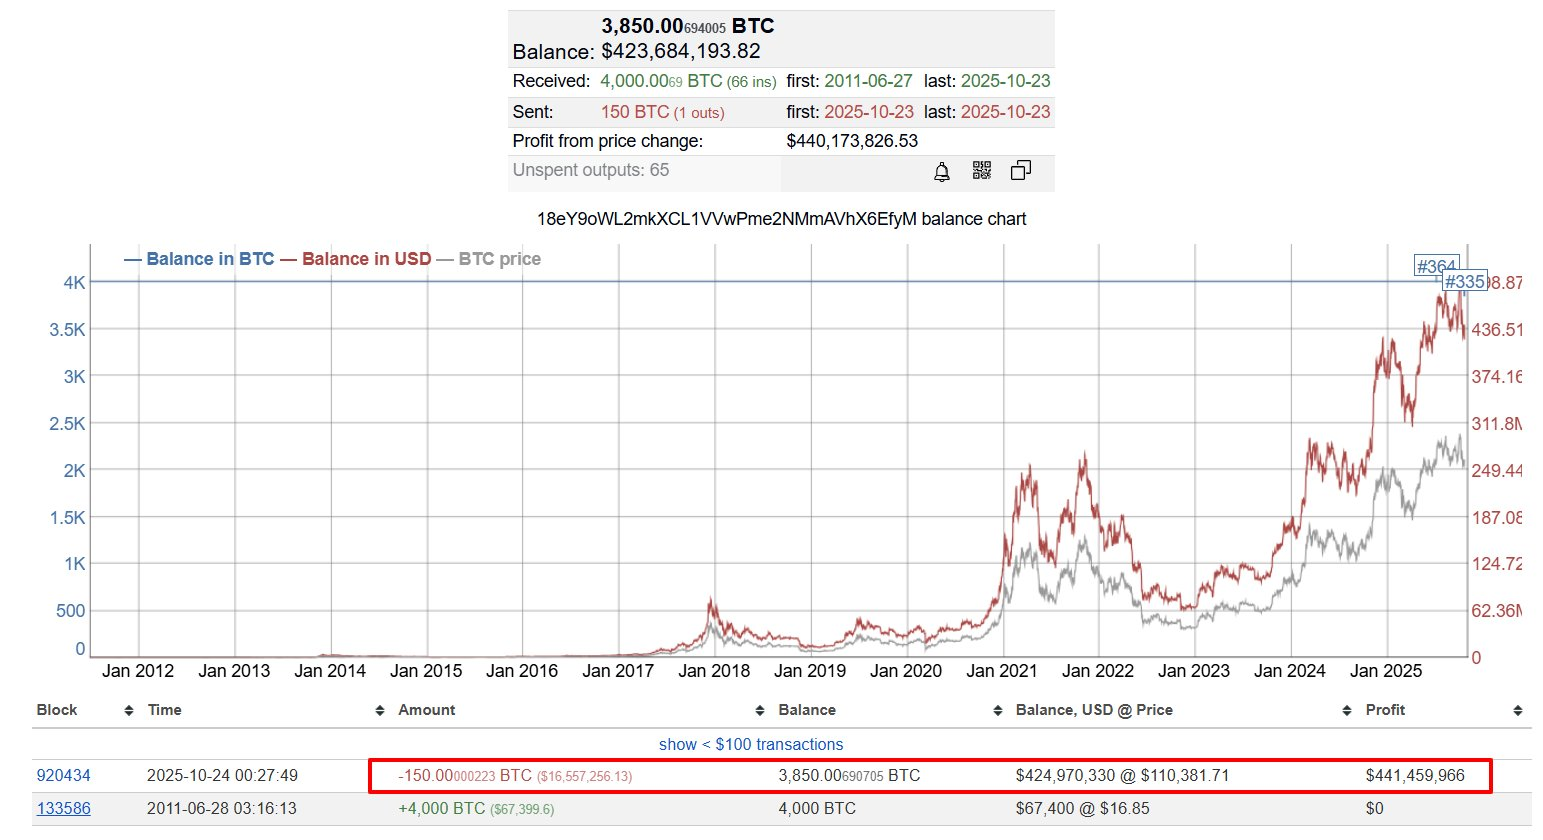 3,850.00694005 BTC
Balance: $423,684,193.82
Received: 4,000.0069 BTC (66 ins) first: 2011-06-27 last: 2025-10-23
Sent: 150 BTC (1 outs) first: 2025-10-23 last: 2025-10-23
Profit from price change: $440,173,826.53
Unspent outputs: 65
18eY9oWL2mkXCL1VVwPme2NMmAVhX6EfyM balance chart
Balance in BTC Balance in USD BTC price
#364
#335
4K 98.87
3.5K 436.51
3K 374.16
2.5K 311.8M
2K 249.44
1.5K 187.08
1K 124.72
500 62.36M
0 0
Jan 2012 Jan 2013 Jan 2014 Jan 2015 Jan 2016 Jan 2017 Jan 2018 Jan 2019 Jan 2020 Jan 2021 Jan 2022 Jan 2023 Jan 2024 Jan 2025
Block Time Amount Balance Balance, USD @ Price Profit
show < $100 transactions
920434 2025-10-24 00:27:49 -150.00000223 BTC ($16,557,256.13) 3,850.00690705 BTC $424,970,330 @ $110,381.71 $441,459,966
133586 2011-06-28 03:16:13 +4,000 BTC ($67,399.6) 4,000 BTC $67,400 @ $16.85 $0